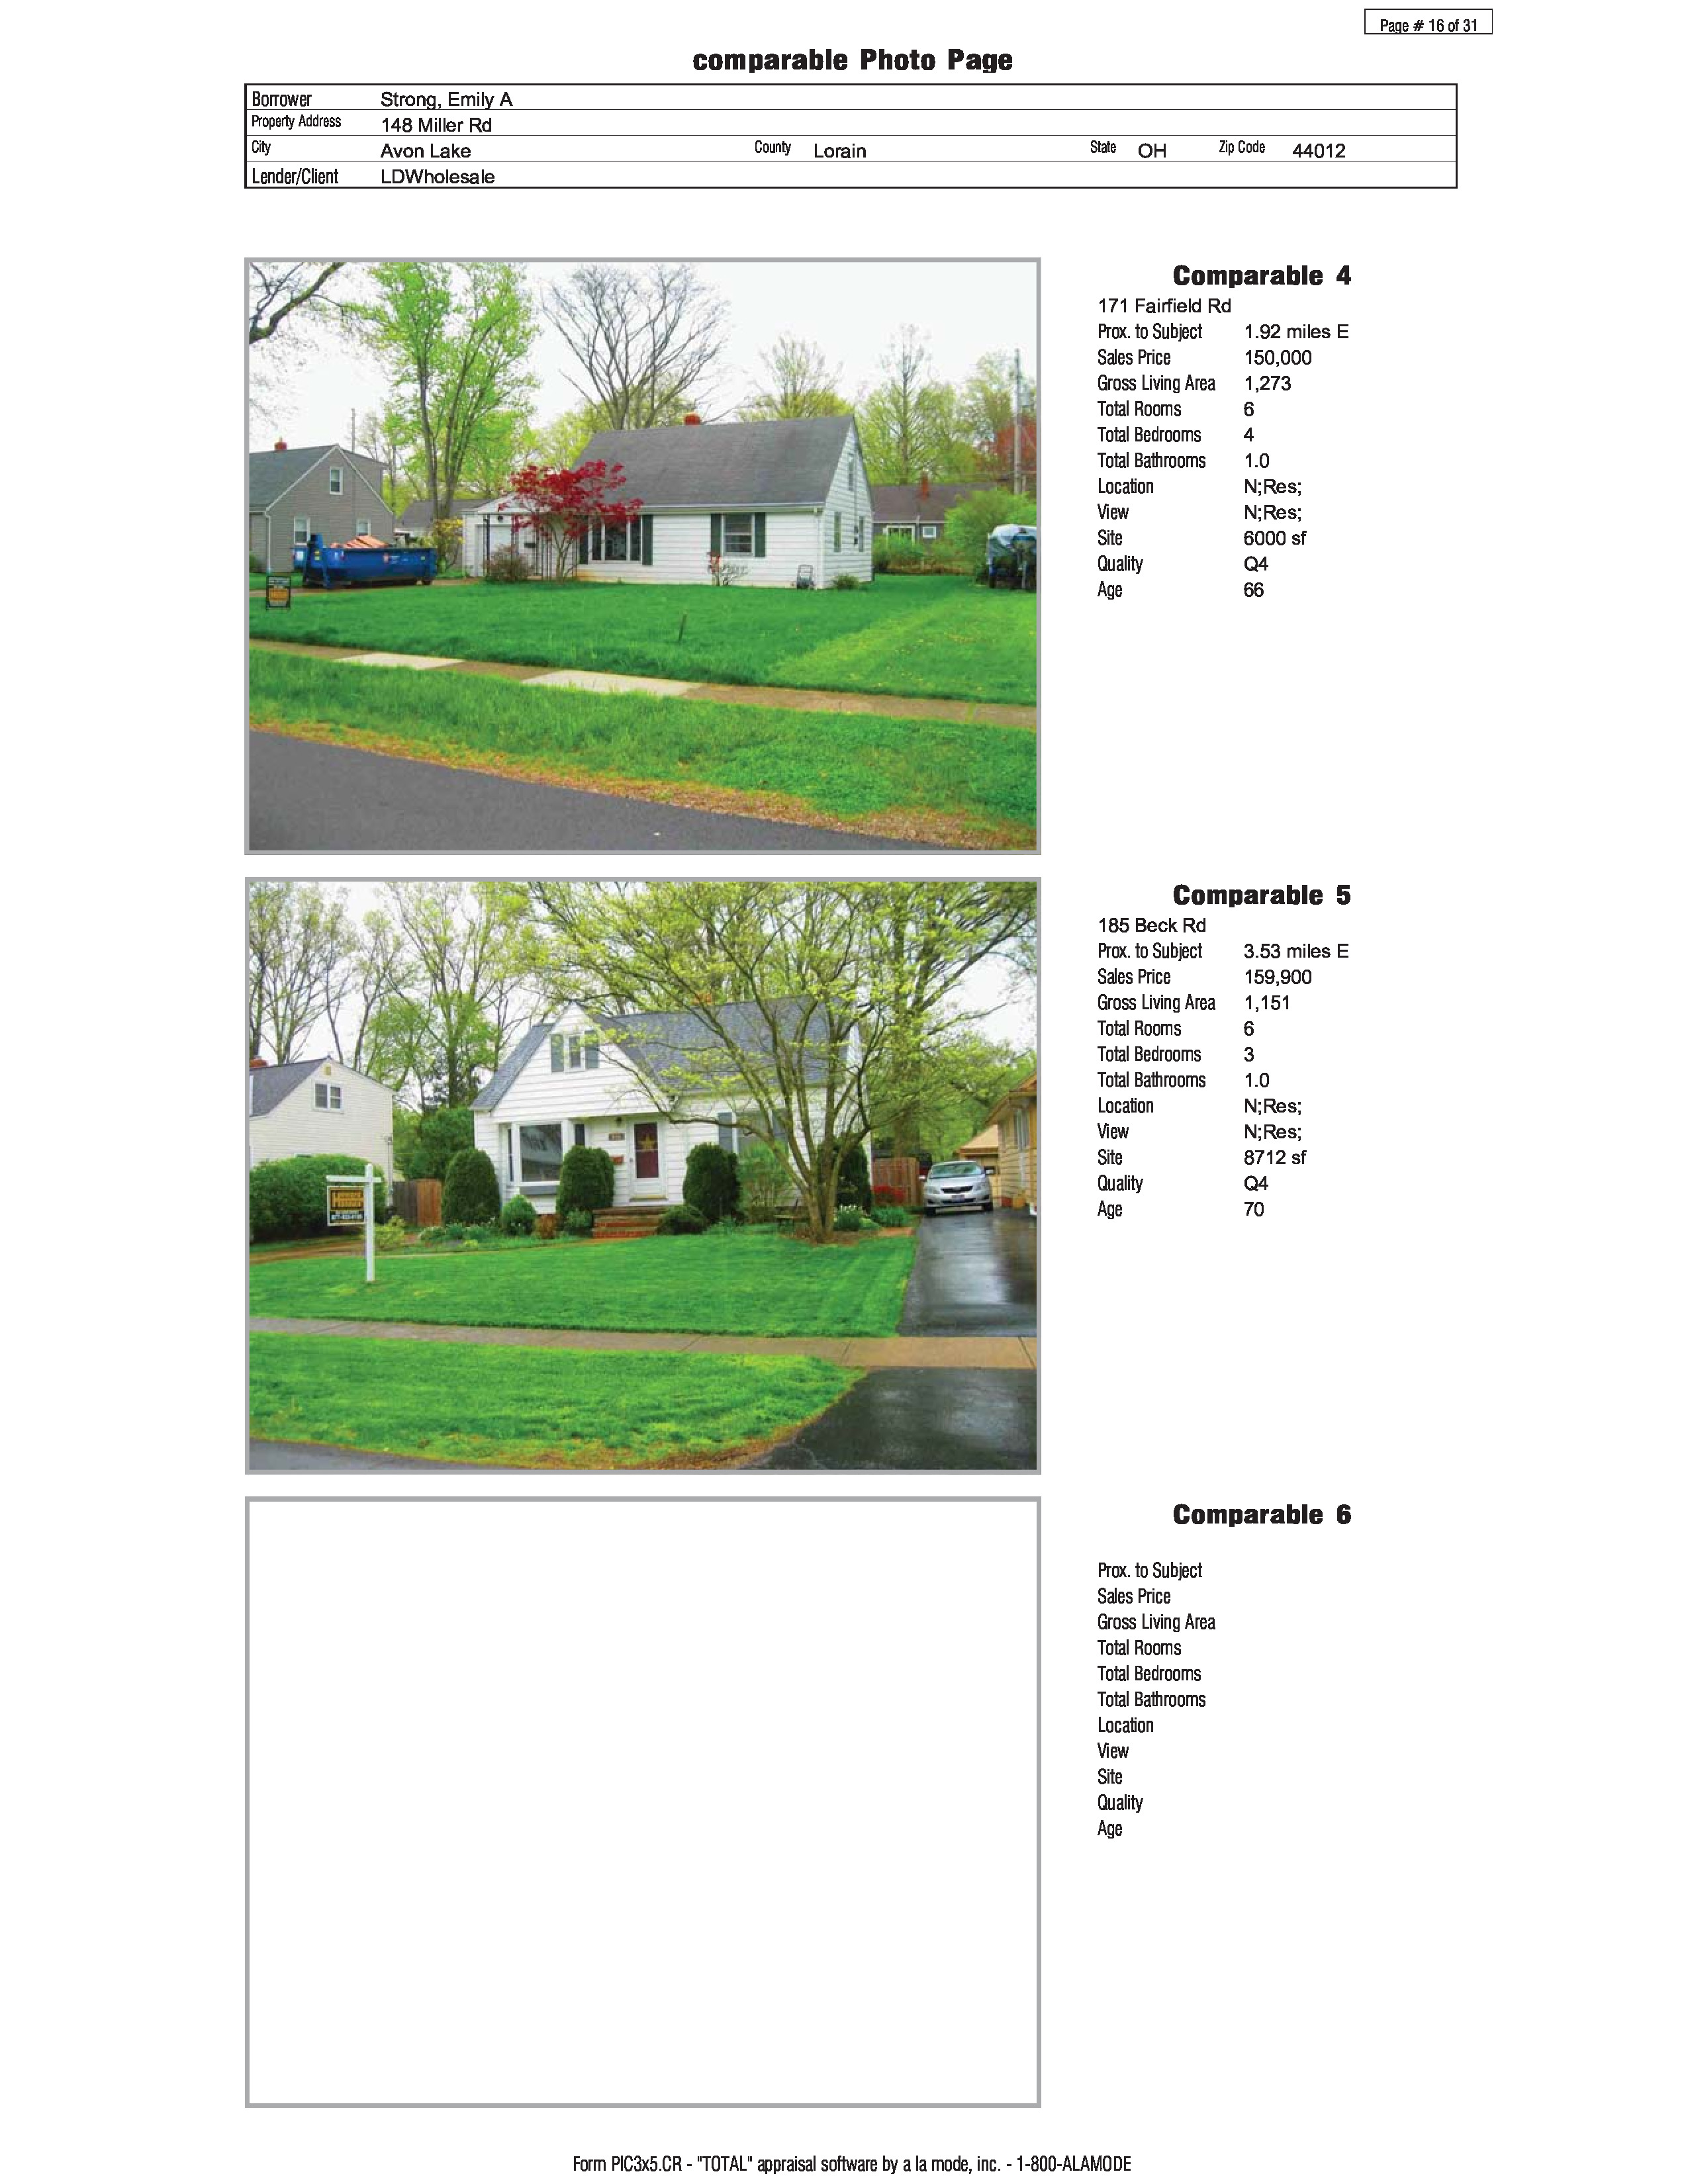 Page # 16 of 31
comparable Photo Page
Borrower Strong, Emily A
Property Address 148 Miller Rd
City Avon Lake County Lorain State OH Zip Code 44012
Lender/Client LDWholesale
Comparable 4
171 Fairfield Rd
Prox. to Subject 1.92 miles E
Sales Price 150,000
Gross Living Area 1,273
Total Rooms 6
Total Bedrooms 4
Total Bathrooms 1.0
Location N;Res;
View N;Res;
Site 6000 sf
Quality Q4
Age 66
Comparable 5
185 Beck Rd
Prox. to Subject 3.53 miles E
Sales Price 159,900
Gross Living Area 1,151
Total Rooms 6
Total Bedrooms 3
Total Bathrooms 1.0
Location N;Res;
View N;Res;
Site 8712 sf
Quality Q4
Age 70
Comparable 6
Prox. to Subject
Sales Price
Gross Living Area
Total Rooms
Total Bedrooms
Total Bathrooms
Location
View
Site
Quality
Age
Form PIC3x5.CR - "TOTAL" appraisal software by a la mode, inc. - 1-800-ALAMODE